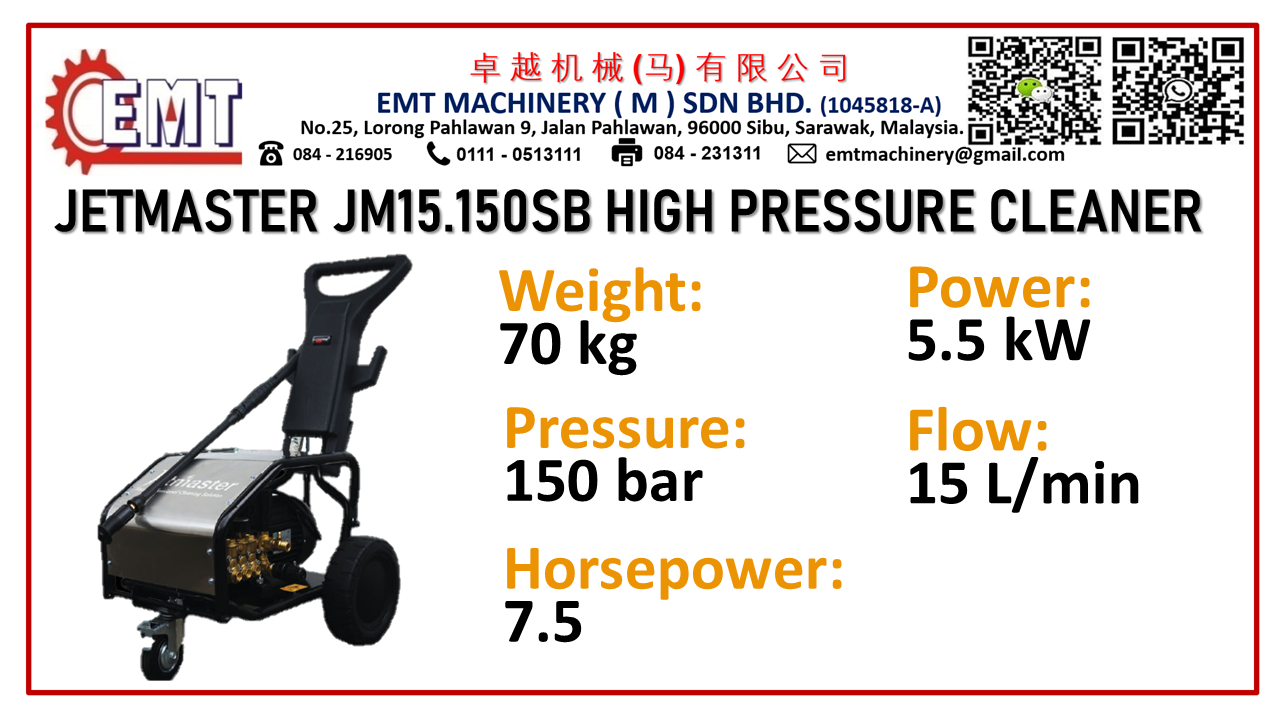 EMT
卓越机械(马)有限公司
EMT MACHINERY ( M ) SDN BHD. (1045818-A)
No.25, Lorong Pahlawan 9, Jalan Pahlawan, 96000 Sibu, Sarawak, Malaysia.
084 - 216905 0111 - 0513111 084 - 231311 emtmachinery@gmail.com
JETMASTER JM15.150SB HIGH PRESSURE CLEANER
Weight:
70 kg
Power:
5.5 kW
Pressure:
150 bar
Flow:
15 L/min
Horsepower:
7.5
tmaster